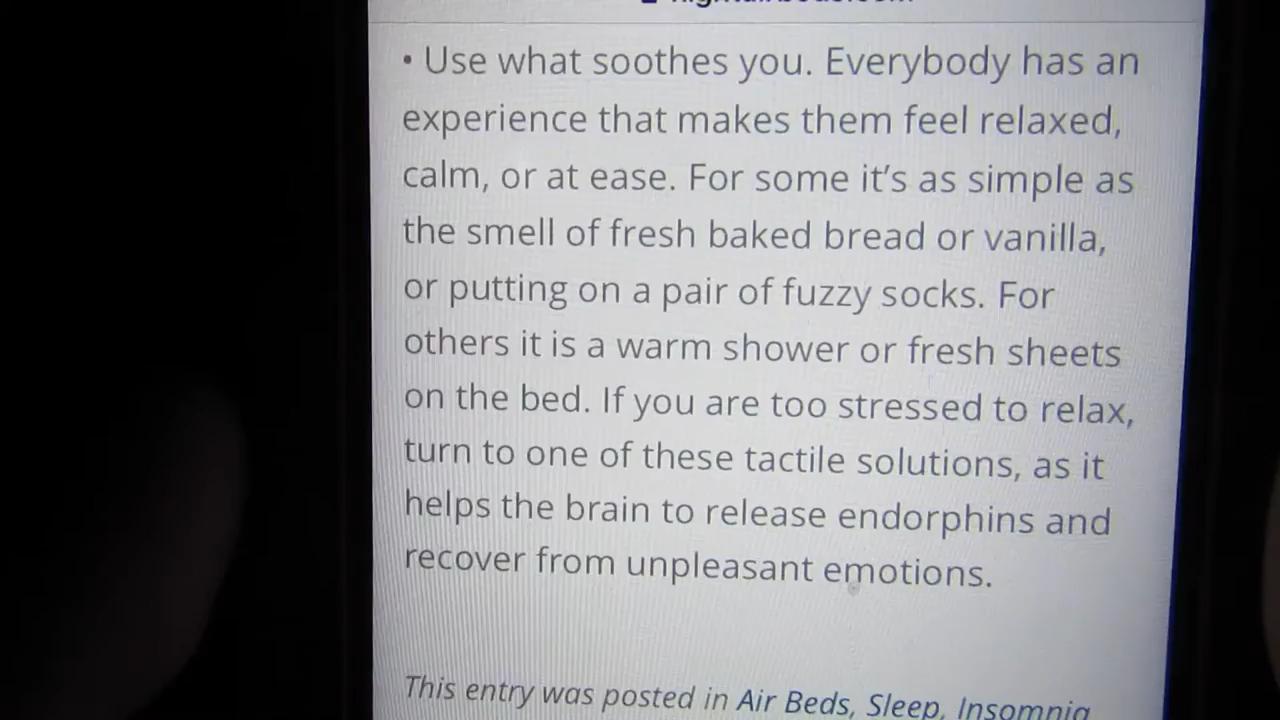 • Use what soothes you. Everybody has an
experience that makes them feel relaxed,
calm, or at ease. For some it’s as simple as
the smell of fresh baked bread or vanilla,
or putting on a pair of fuzzy socks. For
others it is a warm shower or fresh sheets
on the bed. If you are too stressed to relax,
turn to one of these tactile solutions, as it
helps the brain to release endorphins and
recover from unpleasant emotions.
This entry was posted in Air Beds, Sleep, Insomnia